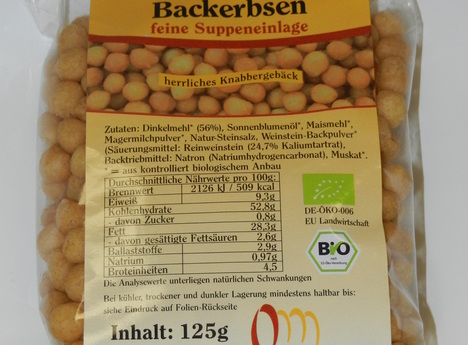 Backerbsen
feine Suppeneinlage
herrliches Knabbergebäck
Zutaten: Dinkelmehl* (56%), Sonnenblumenöl*, Maismehl*,
Magermilchpulver*, Natur-Steinsalz, Weinstein-Backpulver*
(Säuerungsmittel: Reinweinstein (24,7% Kaliumtartrat),
Backtriebmittel: Natron (Natriumhydrogencarbonat), Muskat*.
* = aus kontrolliert biologischem Anbau
Durchschnittliche Nährwerte pro 100g:
Brennwert 2126 kJ / 509 kcal
Eiweiß 9,3g
Kohlenhydrate 52,8g
- davon Zucker 0,8g
Fett 28,3g
- davon gesättigte Fettsäuren 2,6g
Ballaststoffe 2,9g
Natrium 0,97g
Broteinheiten 4,5
Die Analysewerte unterliegen natürlichen Schwankungen
DE-ÖKO-006
EU Landwirtschaft
BIO
Bei kühler, trockener und dunkler Lagerung mindestens haltbar bis:
siehe Eindruck auf Folien-Rückseite
Inhalt: 125g